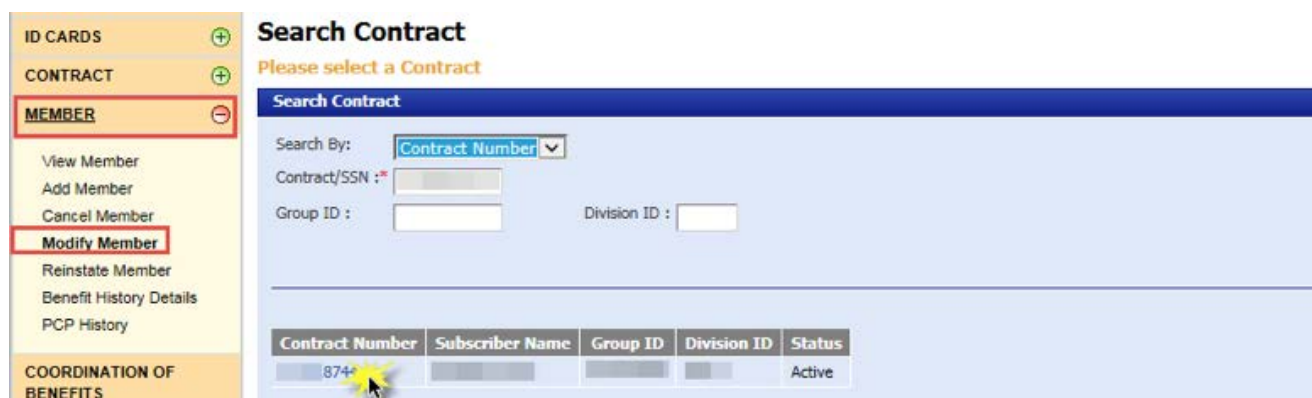 ID CARDS
CONTRACT
MEMBER
View Member
Add Member
Cancel Member
Modify Member
Reinstate Member
Benefit History Details
PCP History
COORDINATION OF
BENEFITS
Search Contract
Please select a Contract
Search Contract
Search By: Contract Number
Contract/SSN :*
Group ID : Division ID :
Contract Number Subscriber Name Group ID Division ID Status
Active